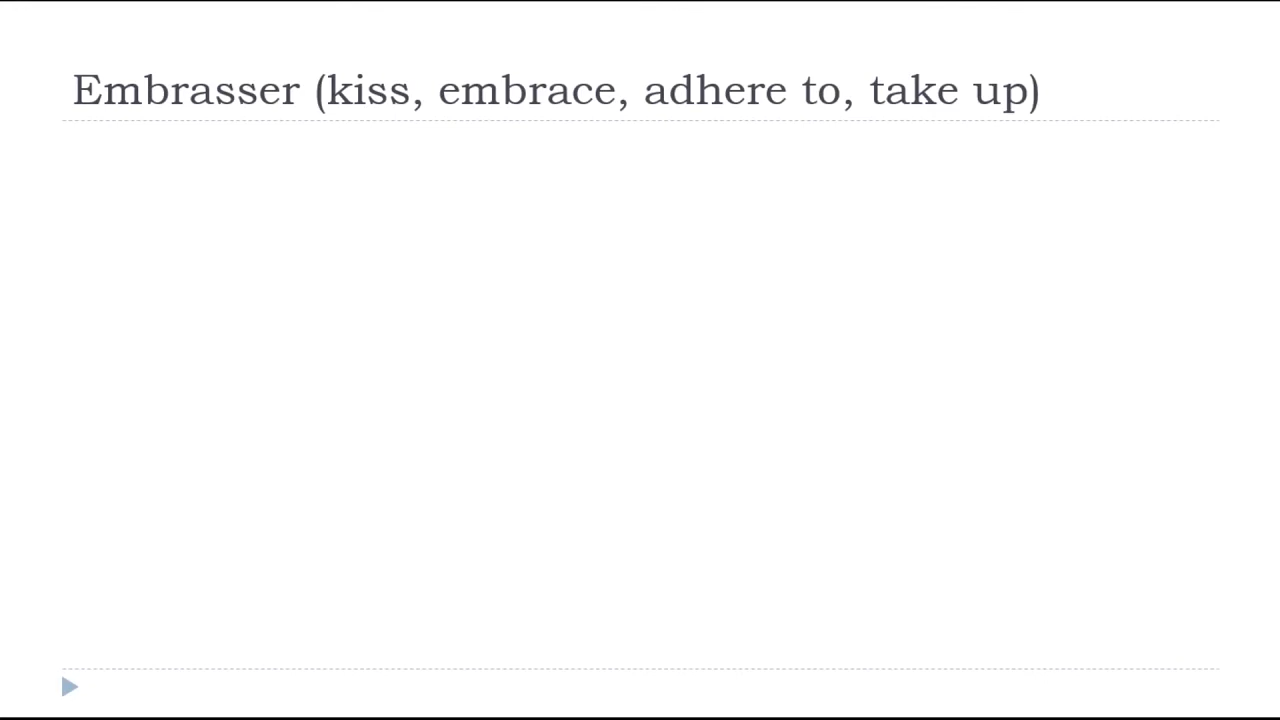 Embrasser (kiss, embrace, adhere to, take up)